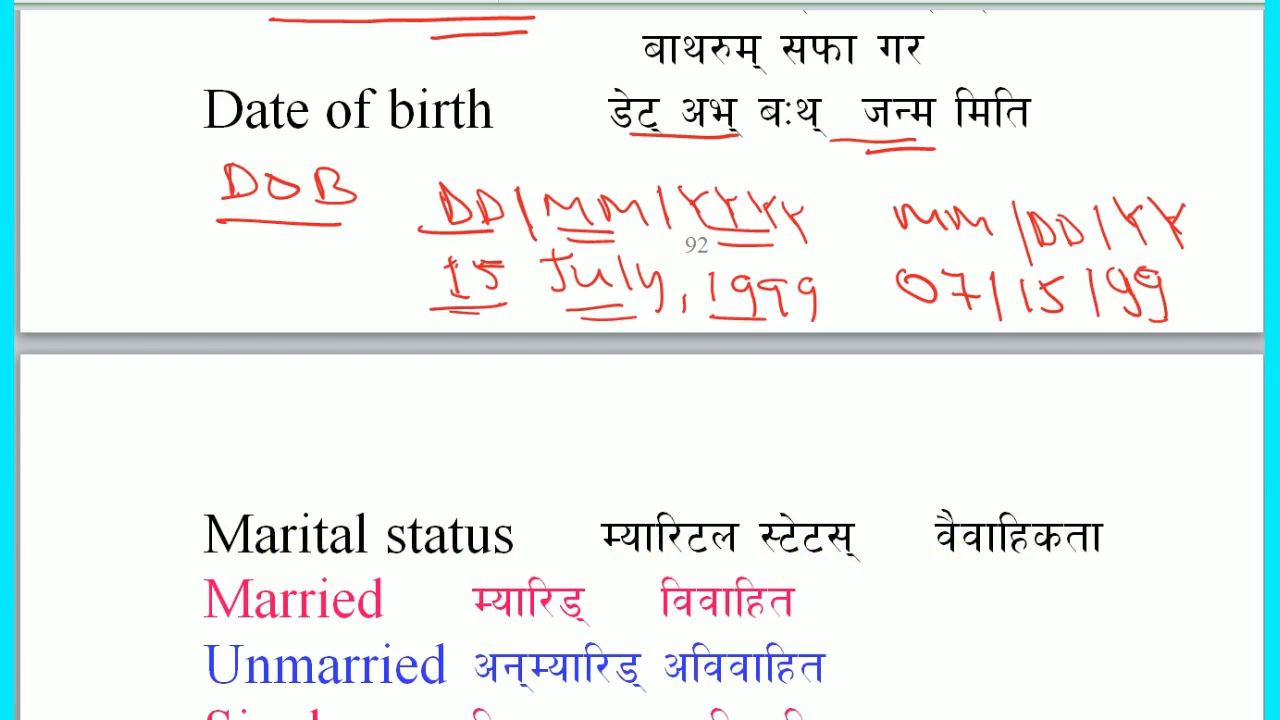 बाथरुम् सफा गर
Date of birth डेट् अभ् बःथ् जन्म मिति
DOB DD/MM/YYYY MM/DD/YY
92
15 July, 1999 07/15/99
Marital status म्यारिटल स्टेटस् वैवाहिकता
Married म्यारिड् विवाहित
Unmarried अन्म्यारिड् अविवाहित